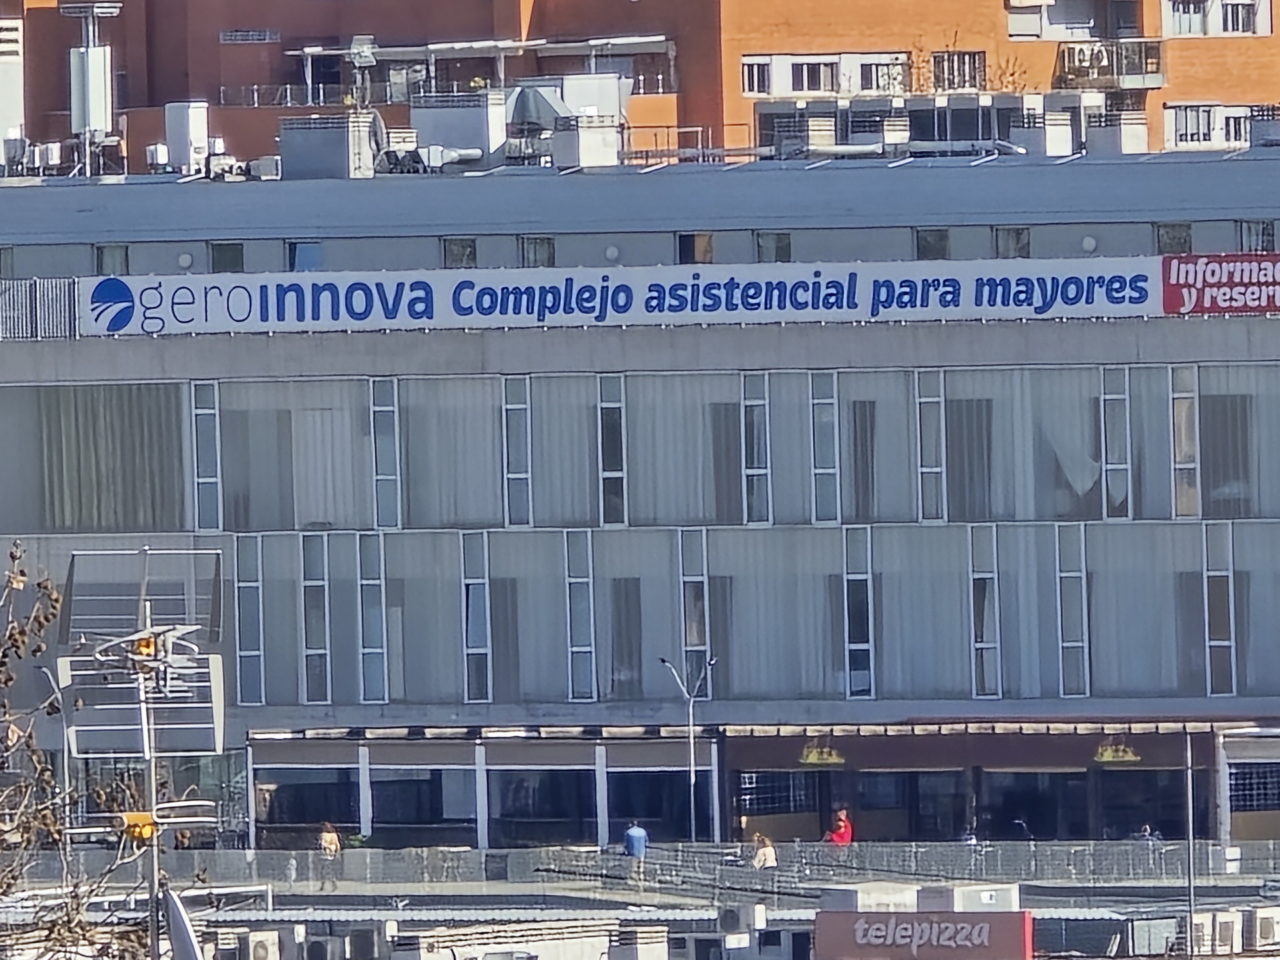 geroinnova Complejo asistencial para mayores
y
telepizza